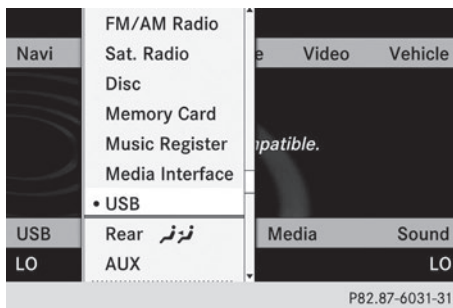 FM/AM Radio
Navi Sat. Radio e Video Vehicle
Disc
Memory Card
Music Register patible.
Media Interface
• USB
USB Rear Media Sound
LO AUX LO
P82.87-6031-31